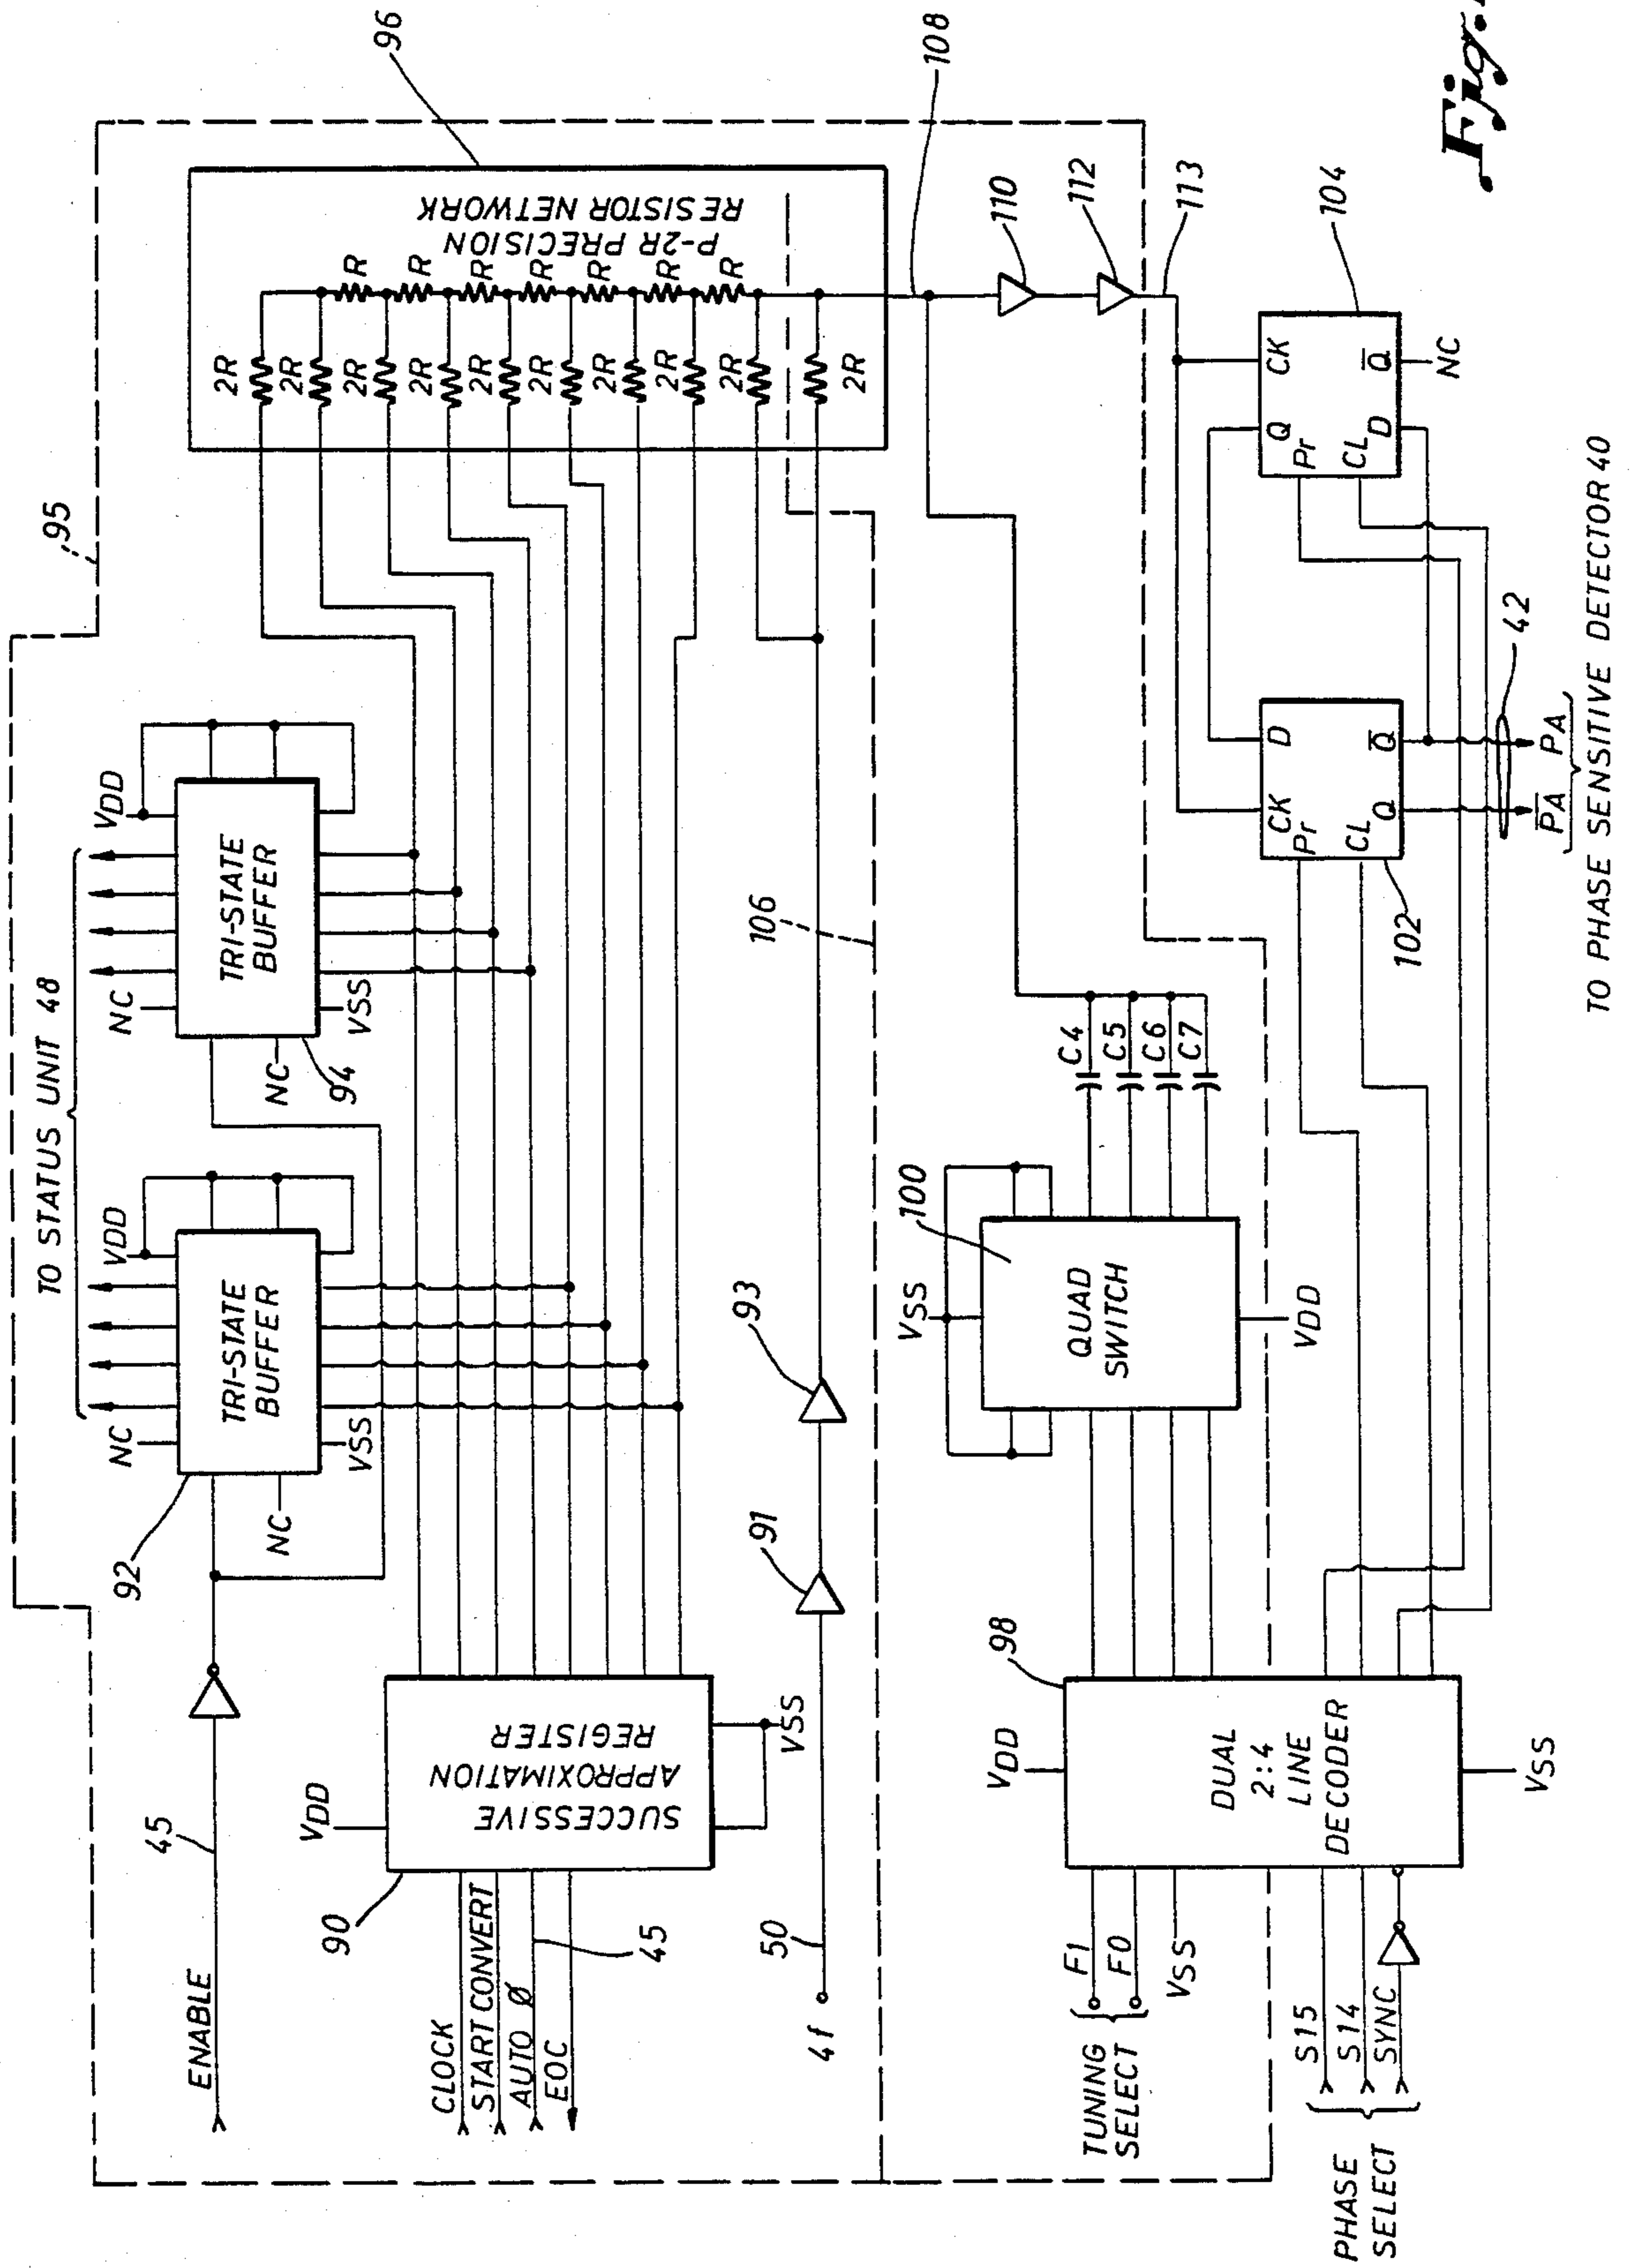 95
96
TO STATUS UNIT 48
ENABLE
45
92
NC
VDD
TRI-STATE
BUFFER
NC
VSS
NC
VDD
TRI-STATE
BUFFER
NC
VSS
94
CLOCK
START CONVERT
AUTO Ø
EOC
45
90
VDD
SUCCESSIVE
APPROXIMATION
REGISTER
VSS
2R
2R
2R
2R
2R
2R
2R
2R
2R
2R
R
R
R
R
R
R
R
P-2R PRECISION
RESISTOR NETWORK
4f
50
91
93
106
108
110
112
113
TUNING
SELECT
F1
F0
VSS
VDD
98
DUAL
2:4
LINE
DECODER
VSS
VSS
100
QUAD
SWITCH
VDD
C4
C5
C6
C7
PHASE
SELECT
S15
S14
SYNC
102
CK
D
Pr
CL
Q
Q̅
104
Q
CK
Pr
CL
D
Q̅
NC
42
P̅A̅ PA
TO PHASE SENSITIVE DETECTOR 40
Fig.